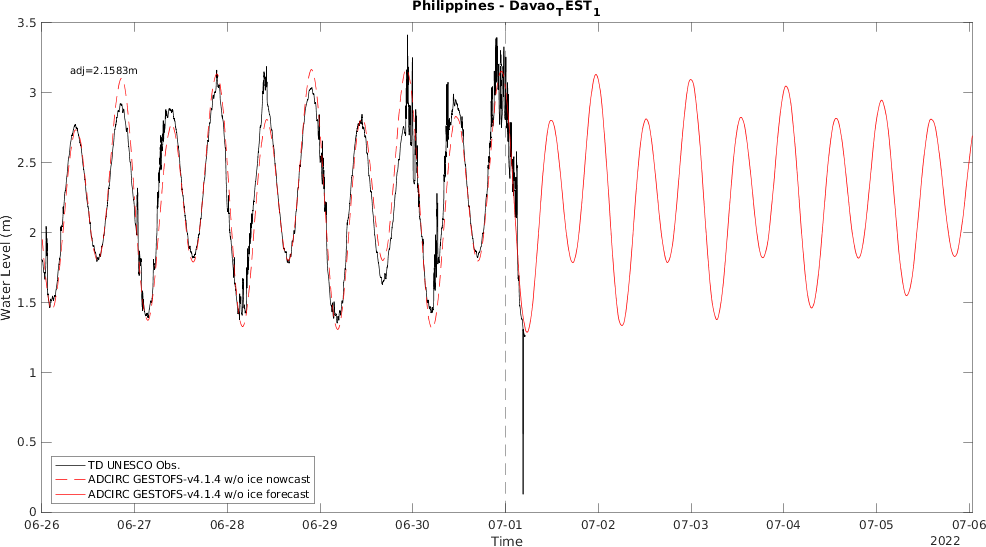 Philippines - Davao_TEST_1
adj=2.1583m
Water Level (m)
3.5
3
2.5
2
1.5
1
0.5
0
TD UNESCO Obs.
ADCIRC GESTOFS-v4.1.4 w/o ice nowcast
ADCIRC GESTOFS-v4.1.4 w/o ice forecast
06-26 06-27 06-28 06-29 06-30 07-01 07-02 07-03 07-04 07-05 07-06
Time
2022